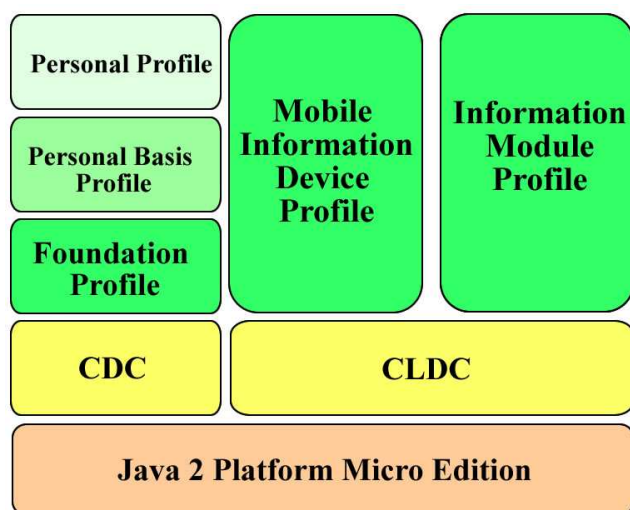 Personal Profile
Personal Basis
Profile
Foundation
Profile
Mobile
Information
Device
Profile
Information
Module
Profile
CDC
CLDC
Java 2 Platform Micro Edition